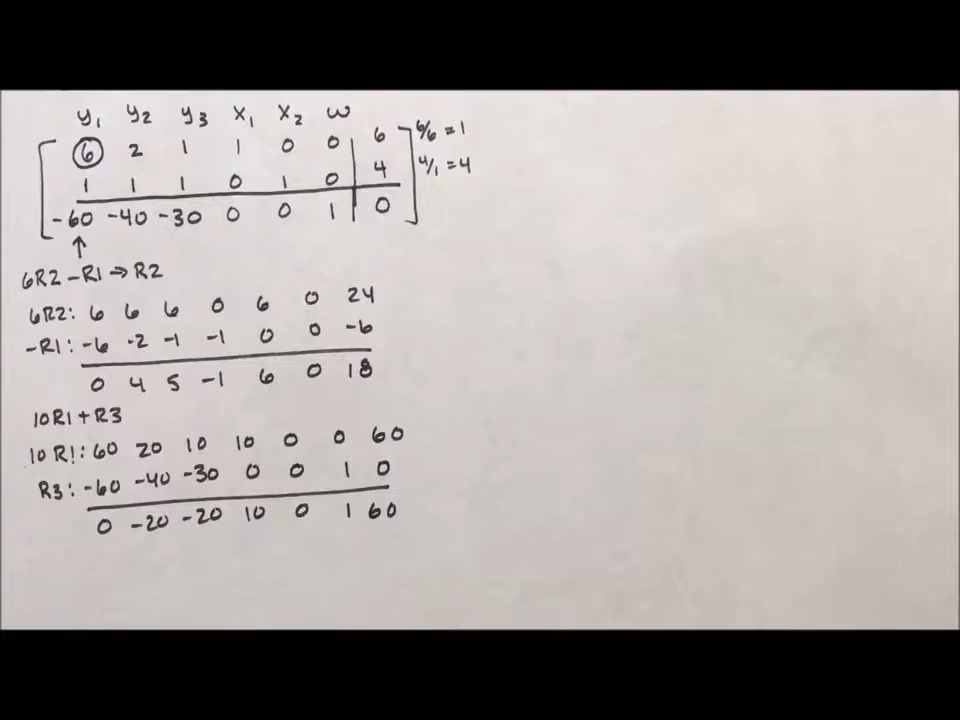 y₁ y₂ y₃ x₁ x₂ w
6 2 1 1 0 0 6 6/6 = 1
1 1 1 0 1 0 4 4/1 = 4
-60 -40 -30 0 0 1 0
↑
6R2 - R1 ⇒ R2
6R2: 6 6 6 0 6 0 24
-R1: -6 -2 -1 -1 0 0 -6
0 4 5 -1 6 0 18
10R1 + R3
10R1: 60 20 10 10 0 0 60
R3: -60 -40 -30 0 0 1 0
0 -20 -20 10 0 1 60